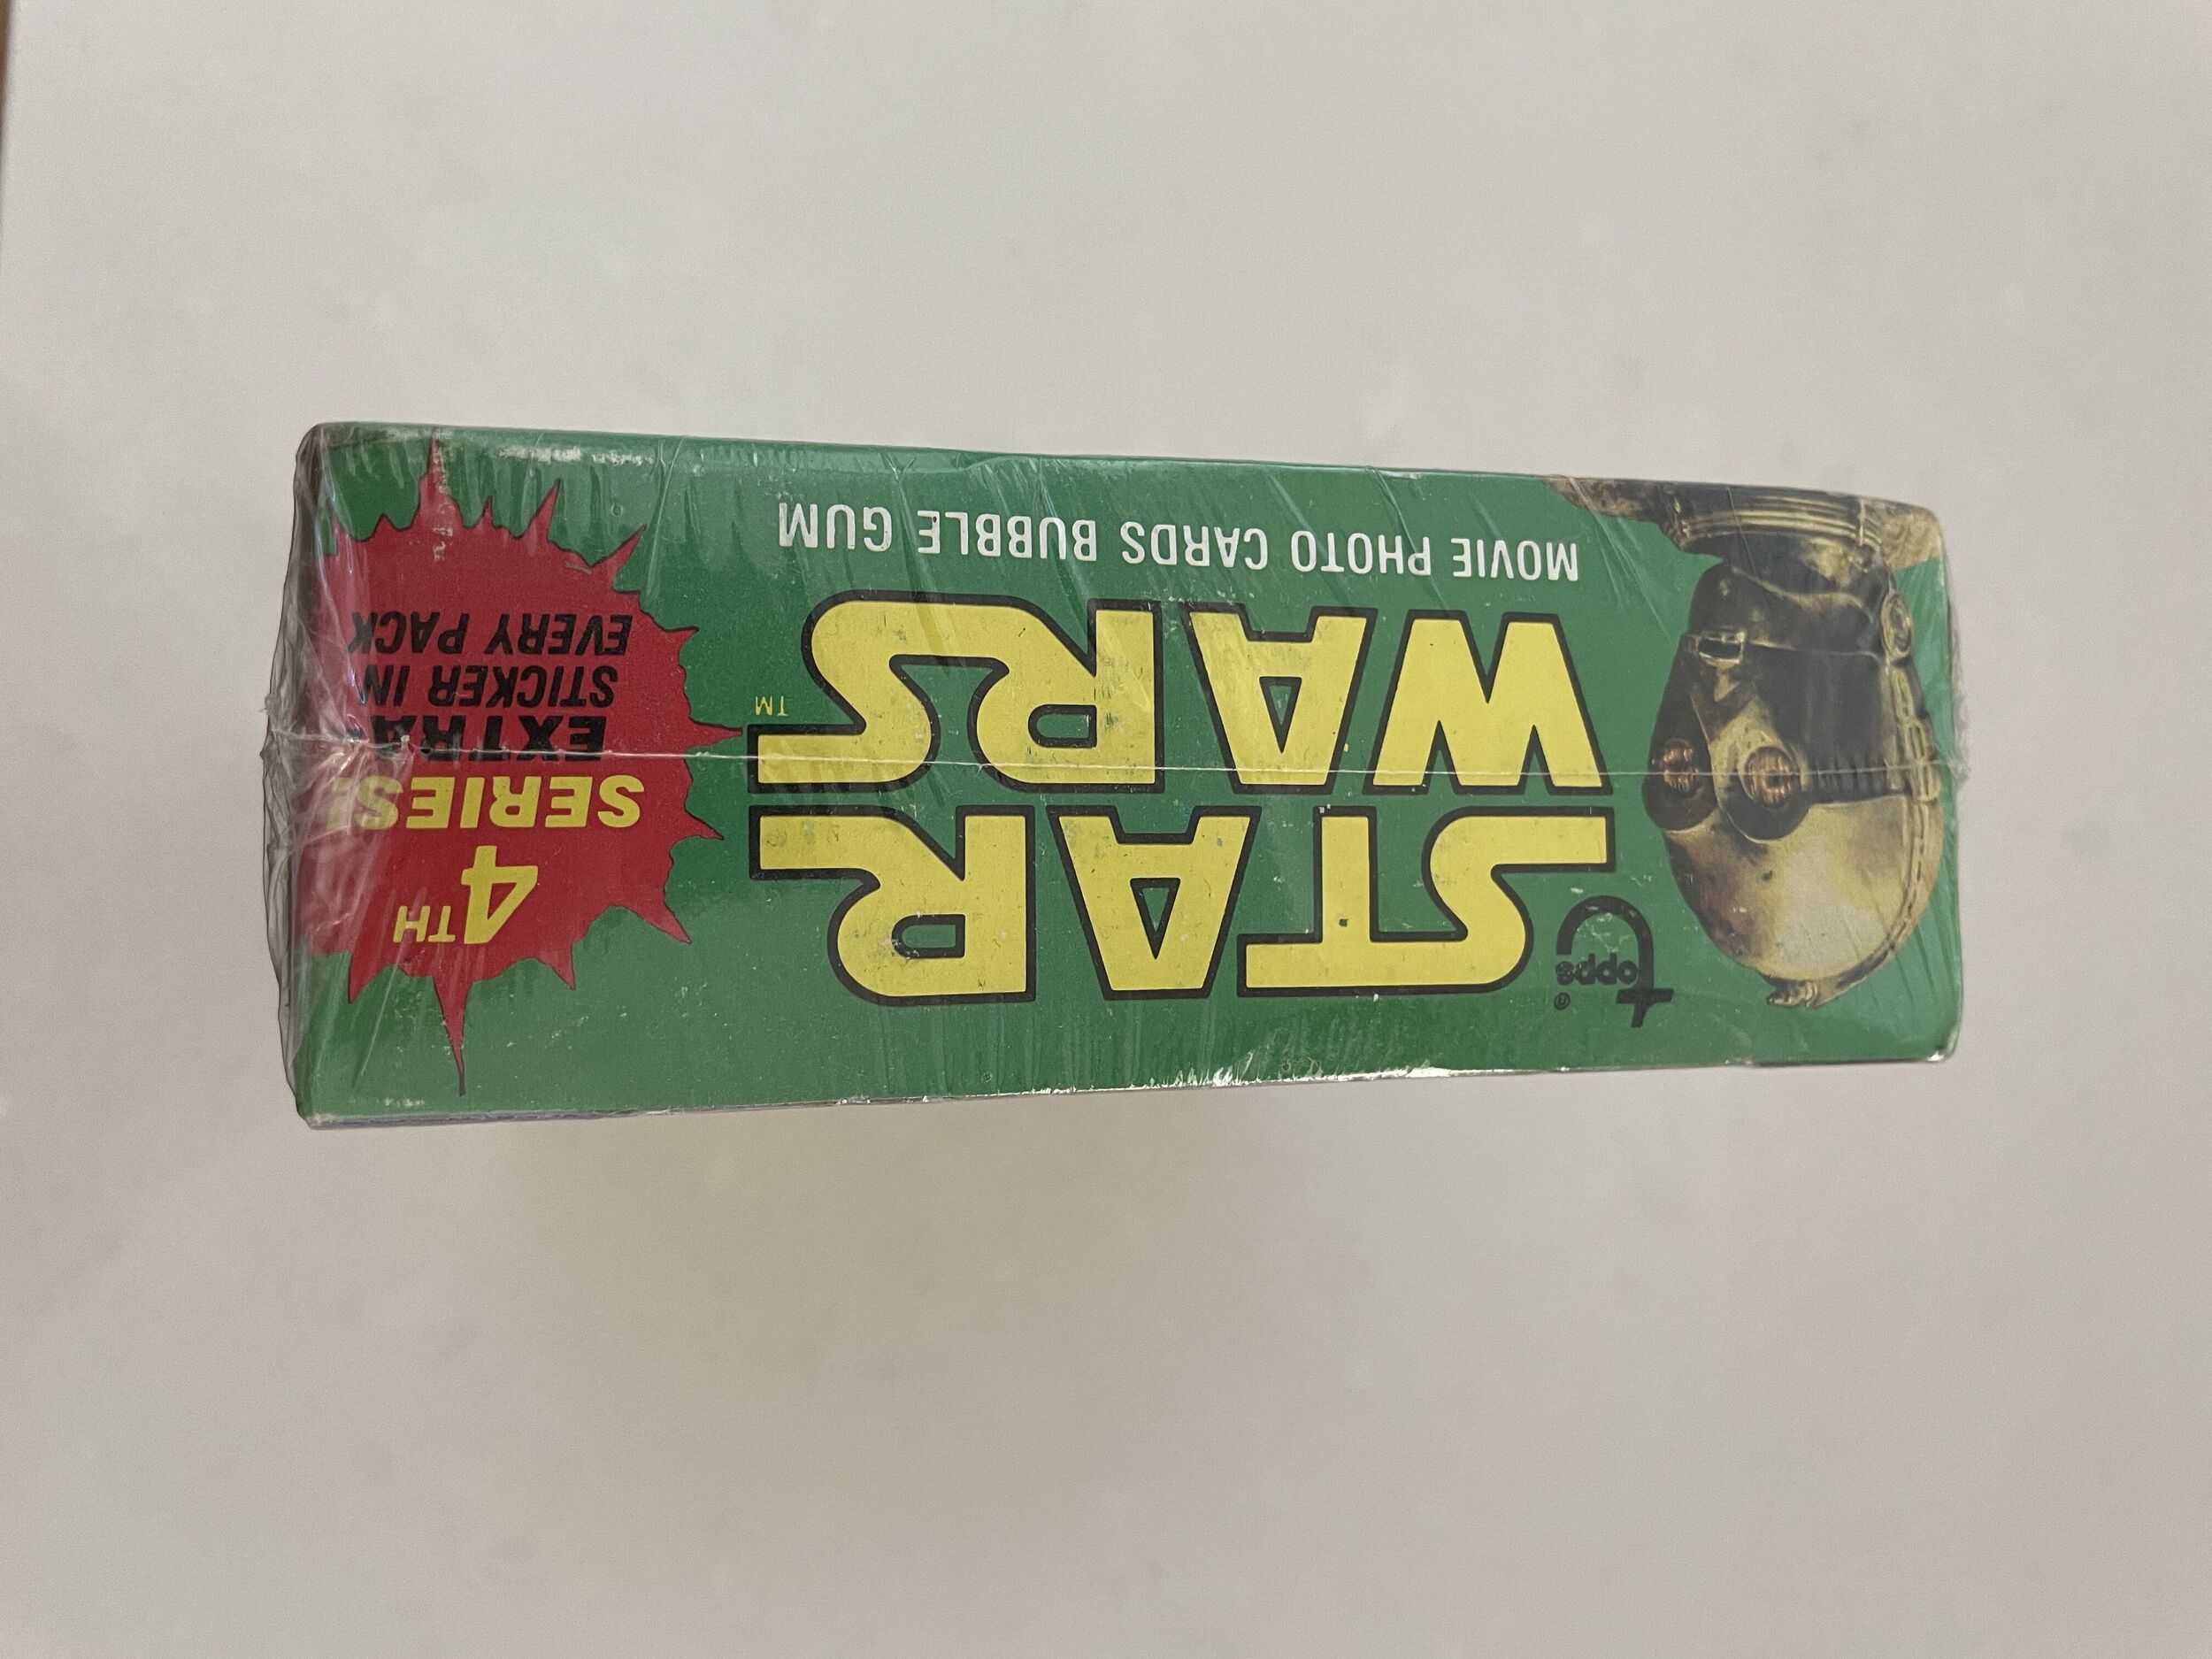 topps®
STAR
WARS
TM
MOVIE PHOTO CARDS BUBBLE GUM
4TH
SERIES!
EXTRA
STICKER IN
EVERY PACK